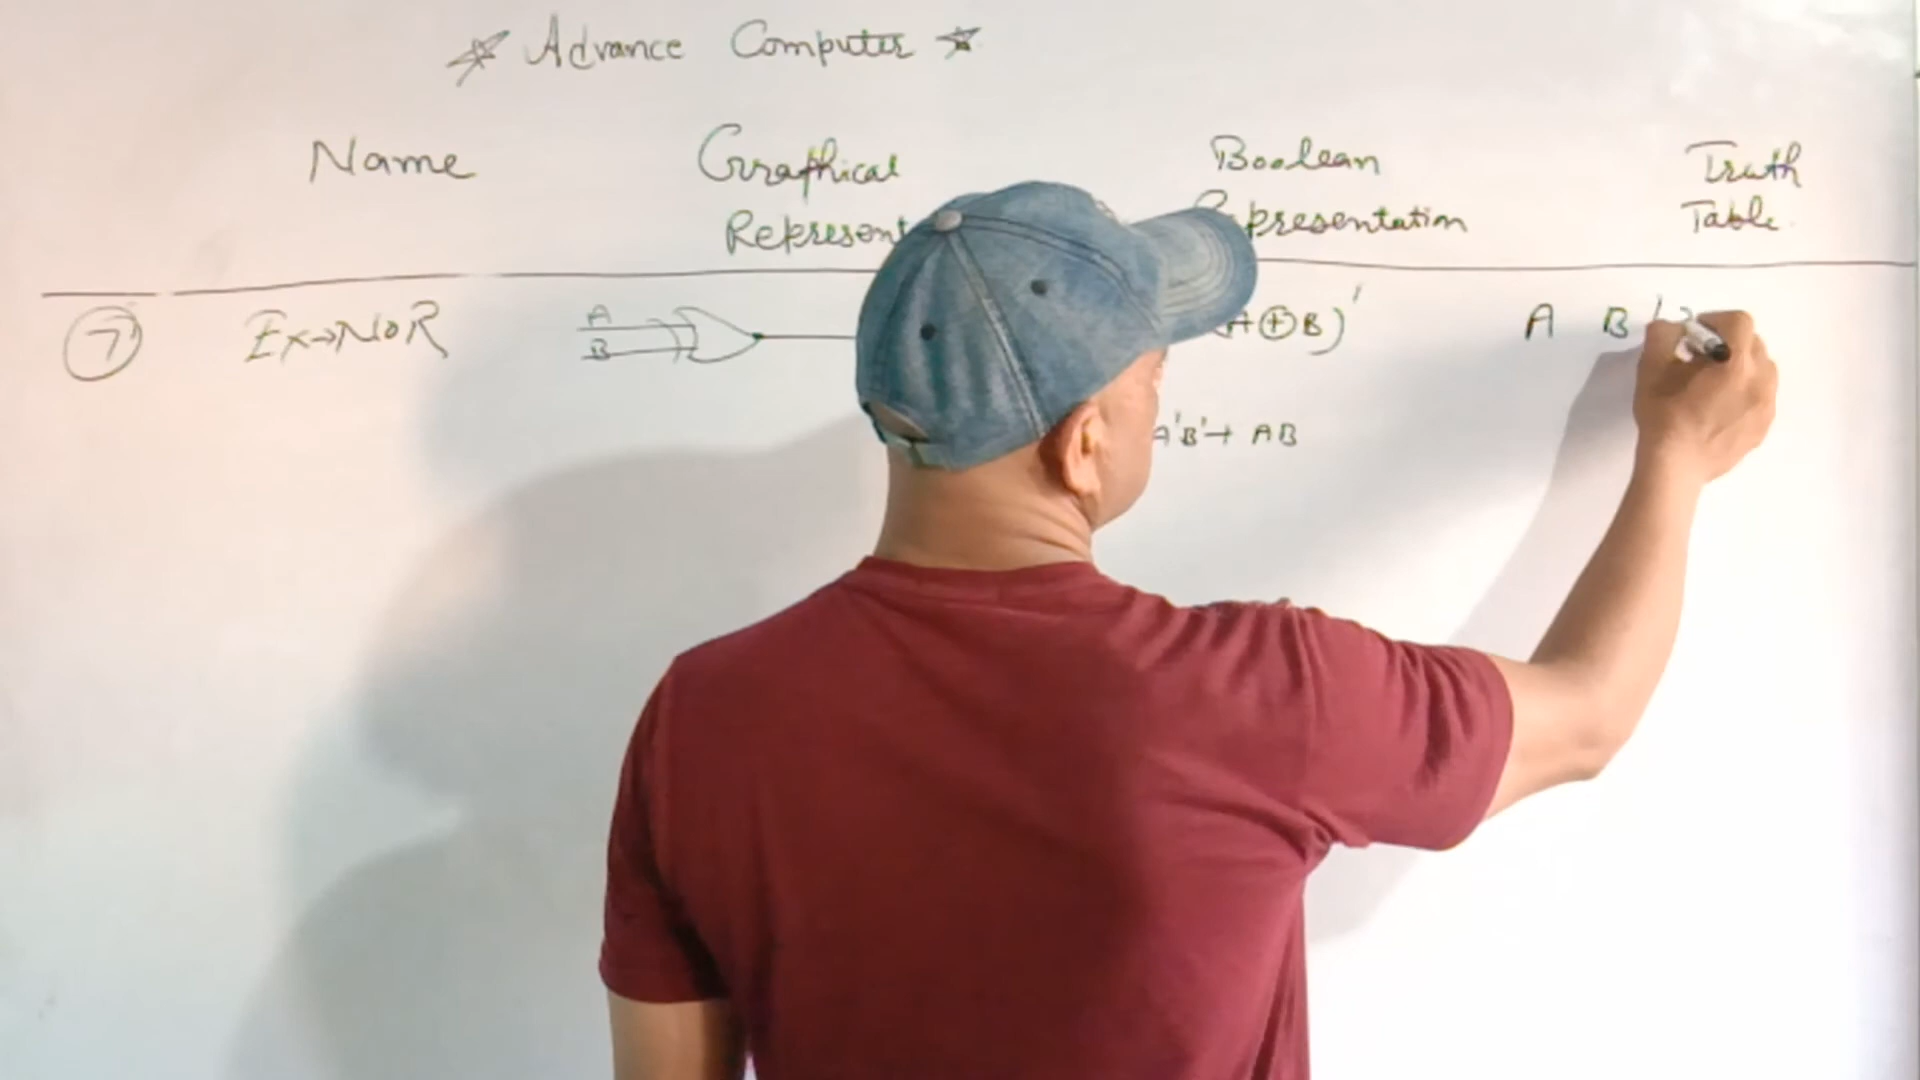 ☆ Advance Computer ☆
Name Graphical Boolean Truth
Represent presentation Table.
7 Ex→NOR A B (A⊕B)' A B
A'B'+ AB